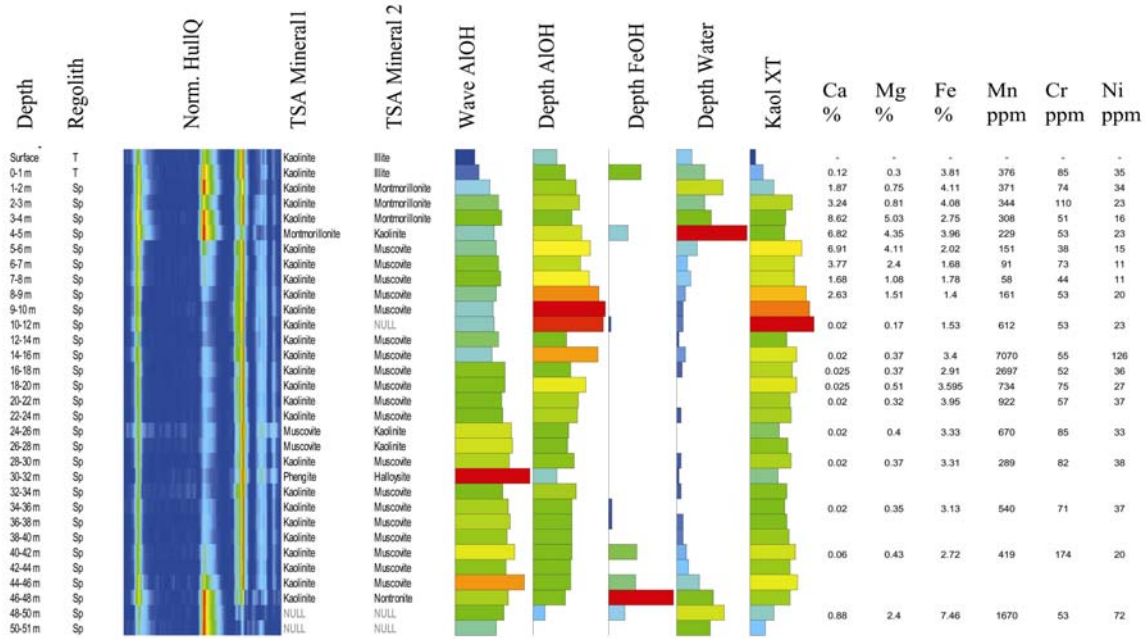 Depth Regolith Norm. HullQ TSA Mineral1 TSA Mineral 2 Wave AlOH Depth AlOH Depth FeOH Depth Water Kaol XT Ca % Mg % Fe % Mn ppm Cr ppm Ni ppm
Surface T Kaolinite Illite - - - - - -
0-1 m T Kaolinite Illite 0.12 0.3 3.81 376 85 35
1-2 m Sp Kaolinite Montmorillonite 1.87 0.75 4.11 371 74 34
2-3 m Sp Kaolinite Montmorillonite 3.24 0.81 4.08 344 110 23
3-4 m Sp Kaolinite Montmorillonite 8.62 5.03 2.75 308 51 16
4-5 m Sp Montmorillonite Kaolinite 6.82 4.35 3.96 229 53 23
5-6 m Sp Kaolinite Muscovite 6.91 4.11 2.02 151 38 15
6-7 m Sp Kaolinite Muscovite 3.77 2.4 1.68 91 73 11
7-8 m Sp Kaolinite Muscovite 1.68 1.08 1.78 58 44 11
8-9 m Sp Kaolinite Muscovite 2.63 1.51 1.4 161 53 20
9-10 m Sp Kaolinite Muscovite
10-12 m Sp Kaolinite NULL 0.02 0.17 1.53 612 53 23
12-14 m Sp Kaolinite Muscovite
14-16 m Sp Kaolinite Muscovite 0.02 0.37 3.4 7070 55 126
16-18 m Sp Kaolinite Muscovite 0.025 0.37 2.91 2697 52 36
18-20 m Sp Kaolinite Muscovite 0.025 0.51 3.595 734 75 27
20-22 m Sp Kaolinite Muscovite 0.02 0.32 3.95 922 57 37
22-24 m Sp Kaolinite Muscovite
24-26 m Sp Muscovite Kaolinite 0.02 0.4 3.33 670 85 33
26-28 m Sp Muscovite Kaolinite
28-30 m Sp Kaolinite Muscovite 0.02 0.37 3.31 289 82 38
30-32 m Sp Phengite Halloysite
32-34 m Sp Kaolinite Muscovite
34-36 m Sp Kaolinite Muscovite 0.02 0.35 3.13 540 71 37
36-38 m Sp Kaolinite Muscovite
38-40 m Sp Kaolinite Muscovite
40-42 m Sp Kaolinite Muscovite 0.06 0.43 2.72 419 174 20
42-44 m Sp Kaolinite Muscovite
44-46 m Sp Kaolinite Muscovite
46-48 m Sp Kaolinite Nontronite
48-50 m Sp NULL NULL 0.88 2.4 7.46 1670 53 72
50-51 m Sp NULL NULL